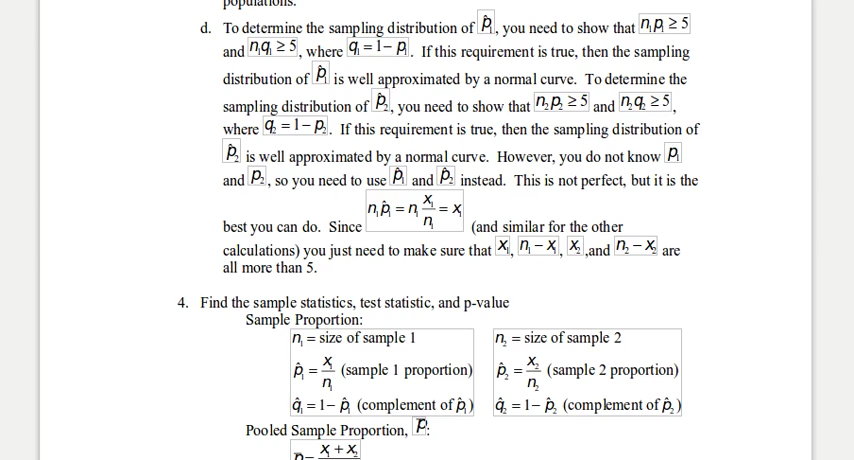 populations.
d. To determine the sampling distribution of p̂₁, you need to show that n₁p₁ ≥ 5
and n₁q₁ ≥ 5, where q₁ = 1 − p₁. If this requirement is true, then the sampling
distribution of p̂₁ is well approximated by a normal curve. To determine the
sampling distribution of p̂₂, you need to show that n₂p₂ ≥ 5 and n₂q₂ ≥ 5,
where q₂ = 1 − p₂. If this requirement is true, then the sampling distribution of
p̂₂ is well approximated by a normal curve. However, you do not know p₁
and p₂, so you need to use p̂₁ and p̂₂ instead. This is not perfect, but it is the
best you can do. Since n₁p̂₁ = n₁ x₁/n₁ = x₁ (and similar for the other
calculations) you just need to make sure that x₁, n₁ − x₁, x₂,and n₂ − x₂ are
all more than 5.
4. Find the sample statistics, test statistic, and p-value
Sample Proportion:
n₁ = size of sample 1 n₂ = size of sample 2
p̂₁ = x₁/n₁ (sample 1 proportion) p̂₂ = x₂/n₂ (sample 2 proportion)
q̂₁ = 1 − p̂₁ (complement of p̂₁) q̂₂ = 1 − p̂₂ (complement of p̂₂)
Pooled Sample Proportion, p̄:
p̄ = x₁ + x₂